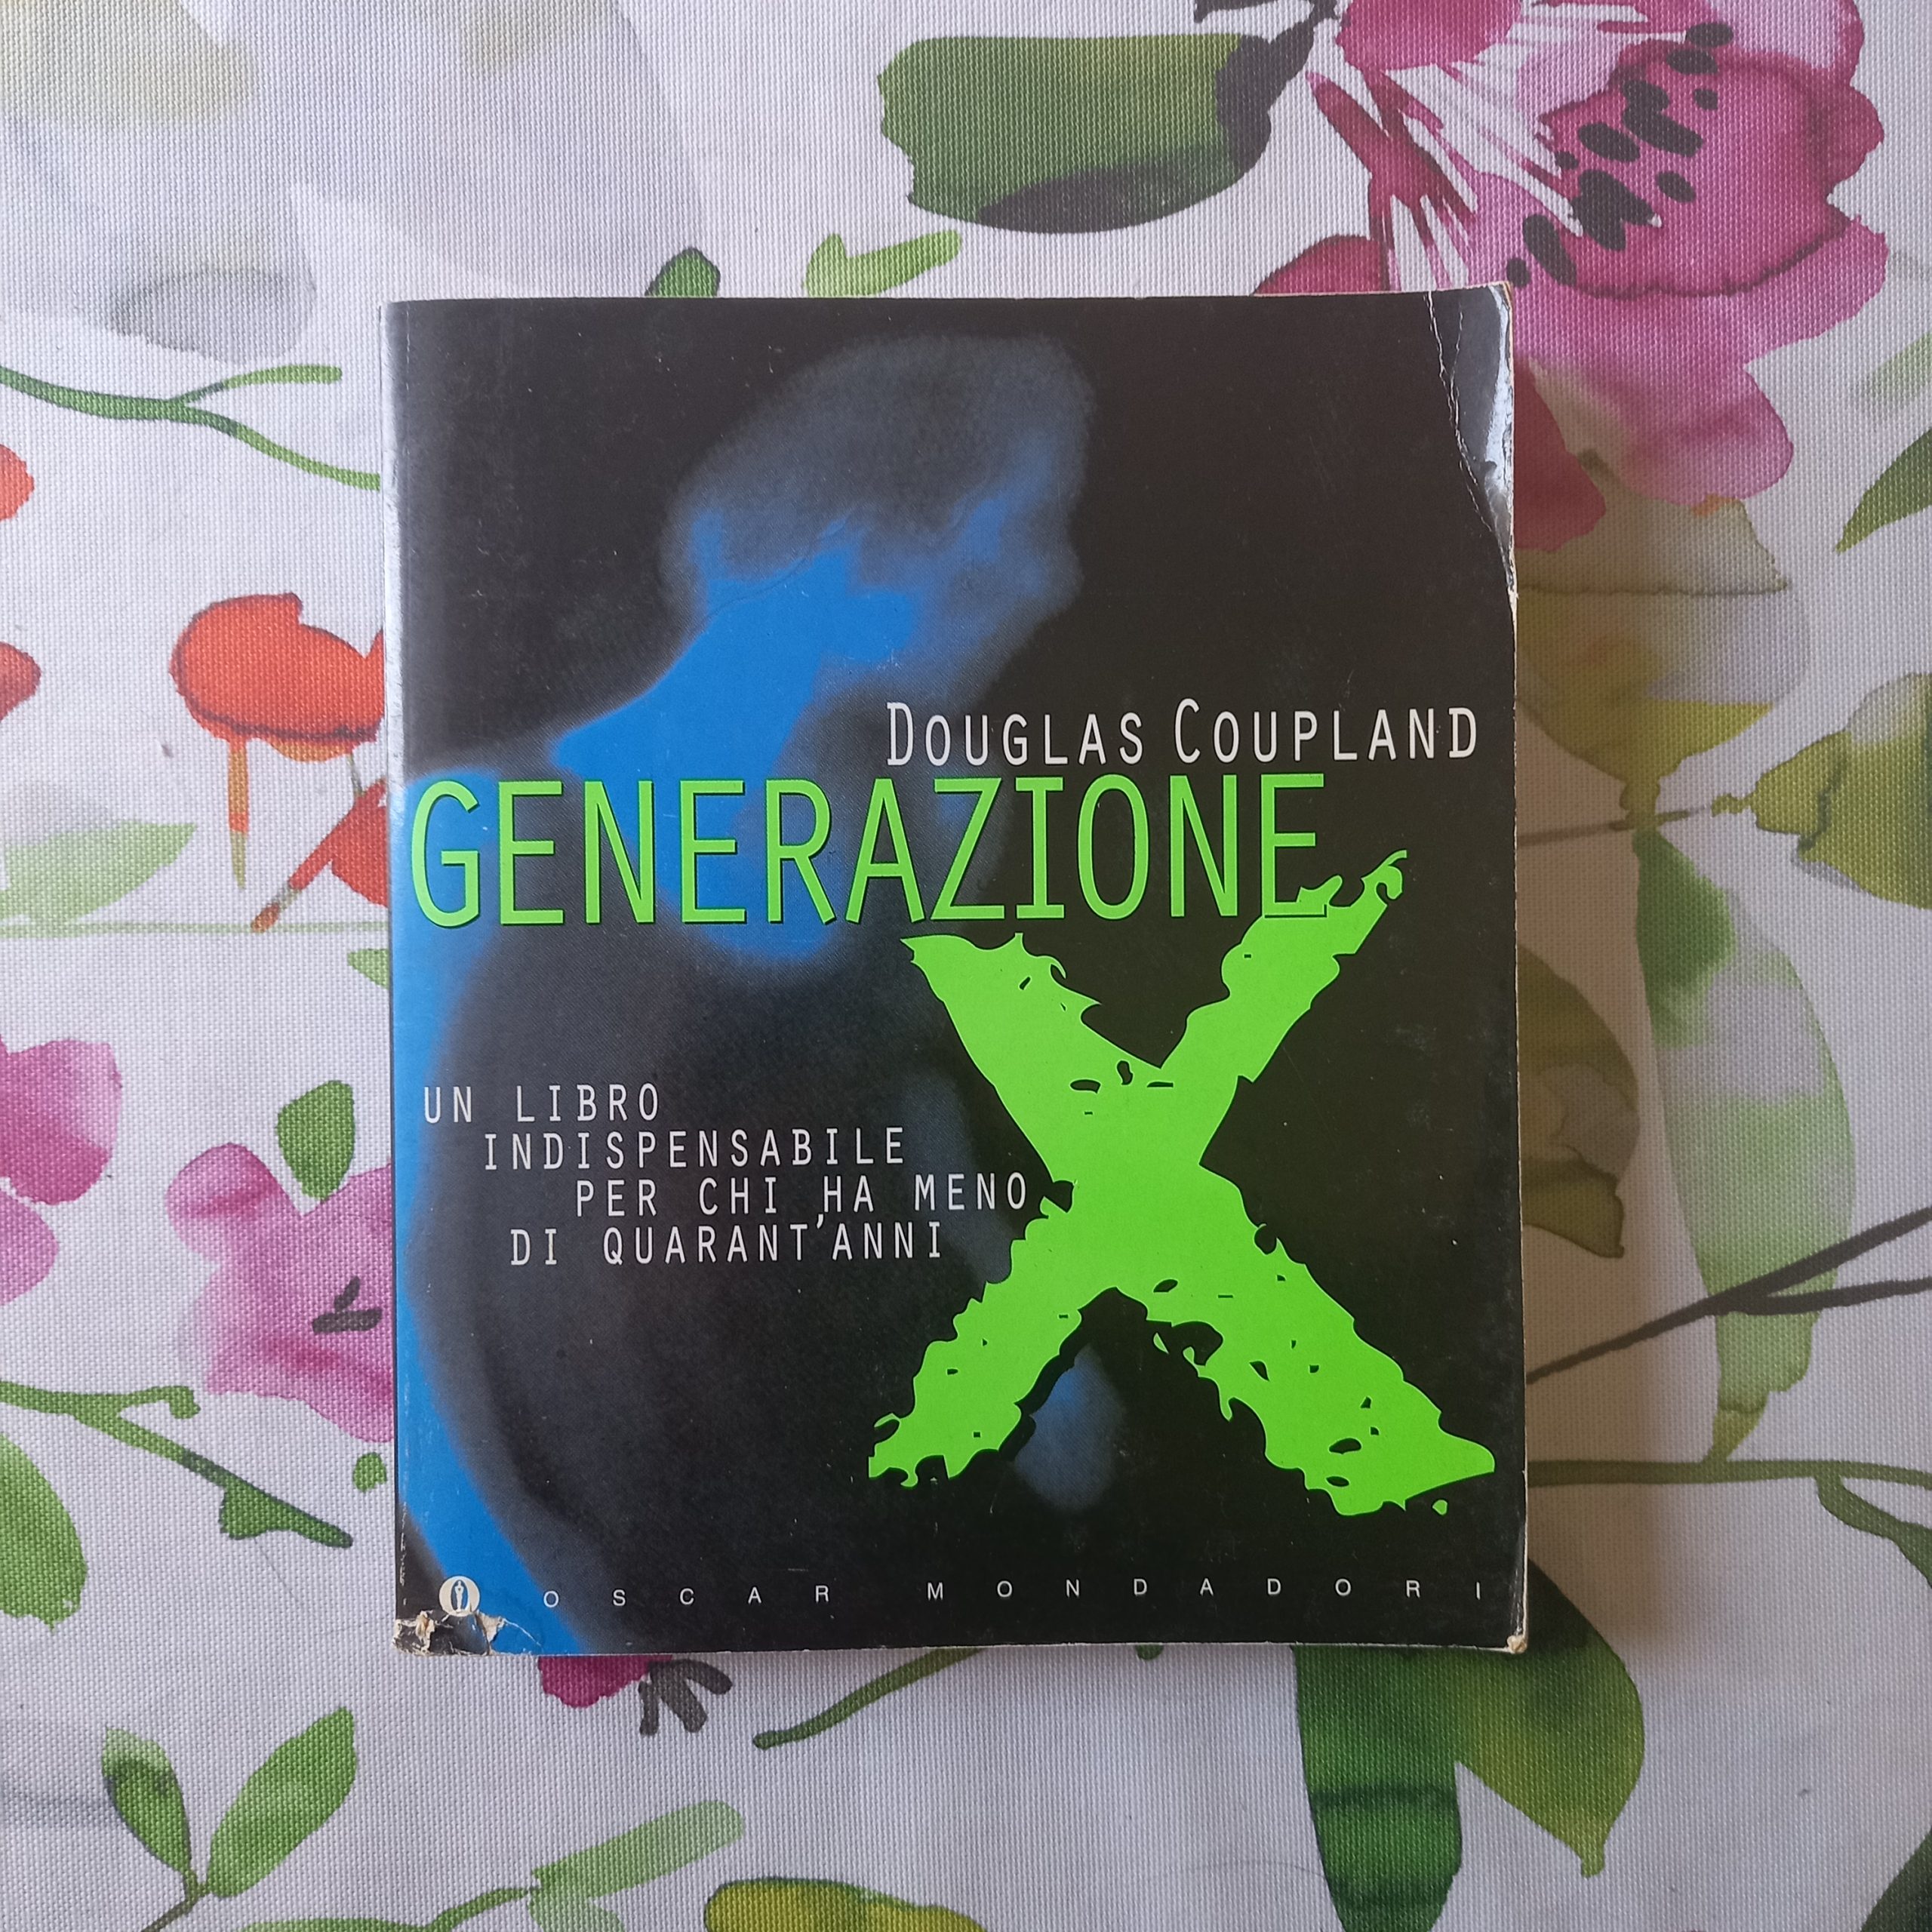 DOUGLAS COUPLAND
GENERAZIONE
X
UN LIBRO
INDISPENSABILE
PER CHI HA MENO
DI QUARANT'ANNI
OSCAR MONDADORI